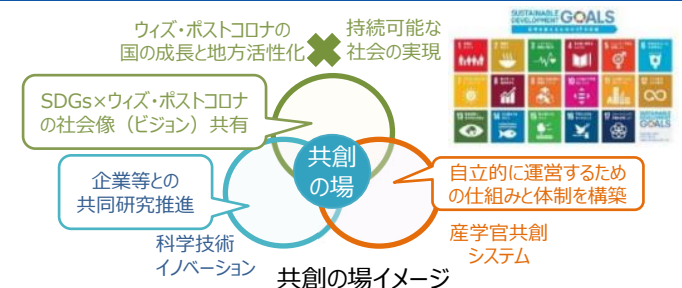 ウィズ・ポストコロナの
国の成長と地方活性化
持続可能な
社会の実現
SUSTAINABLE
DEVELOPMENT GOALS
SDGs×ウィズ・ポストコロナ
の社会像（ビジョン）共有
共創
の場
企業等との
共同研究推進
自立的に運営するため
の仕組みと体制を構築
科学技術
イノベーション
産学官共創
システム
共創の場イメージ